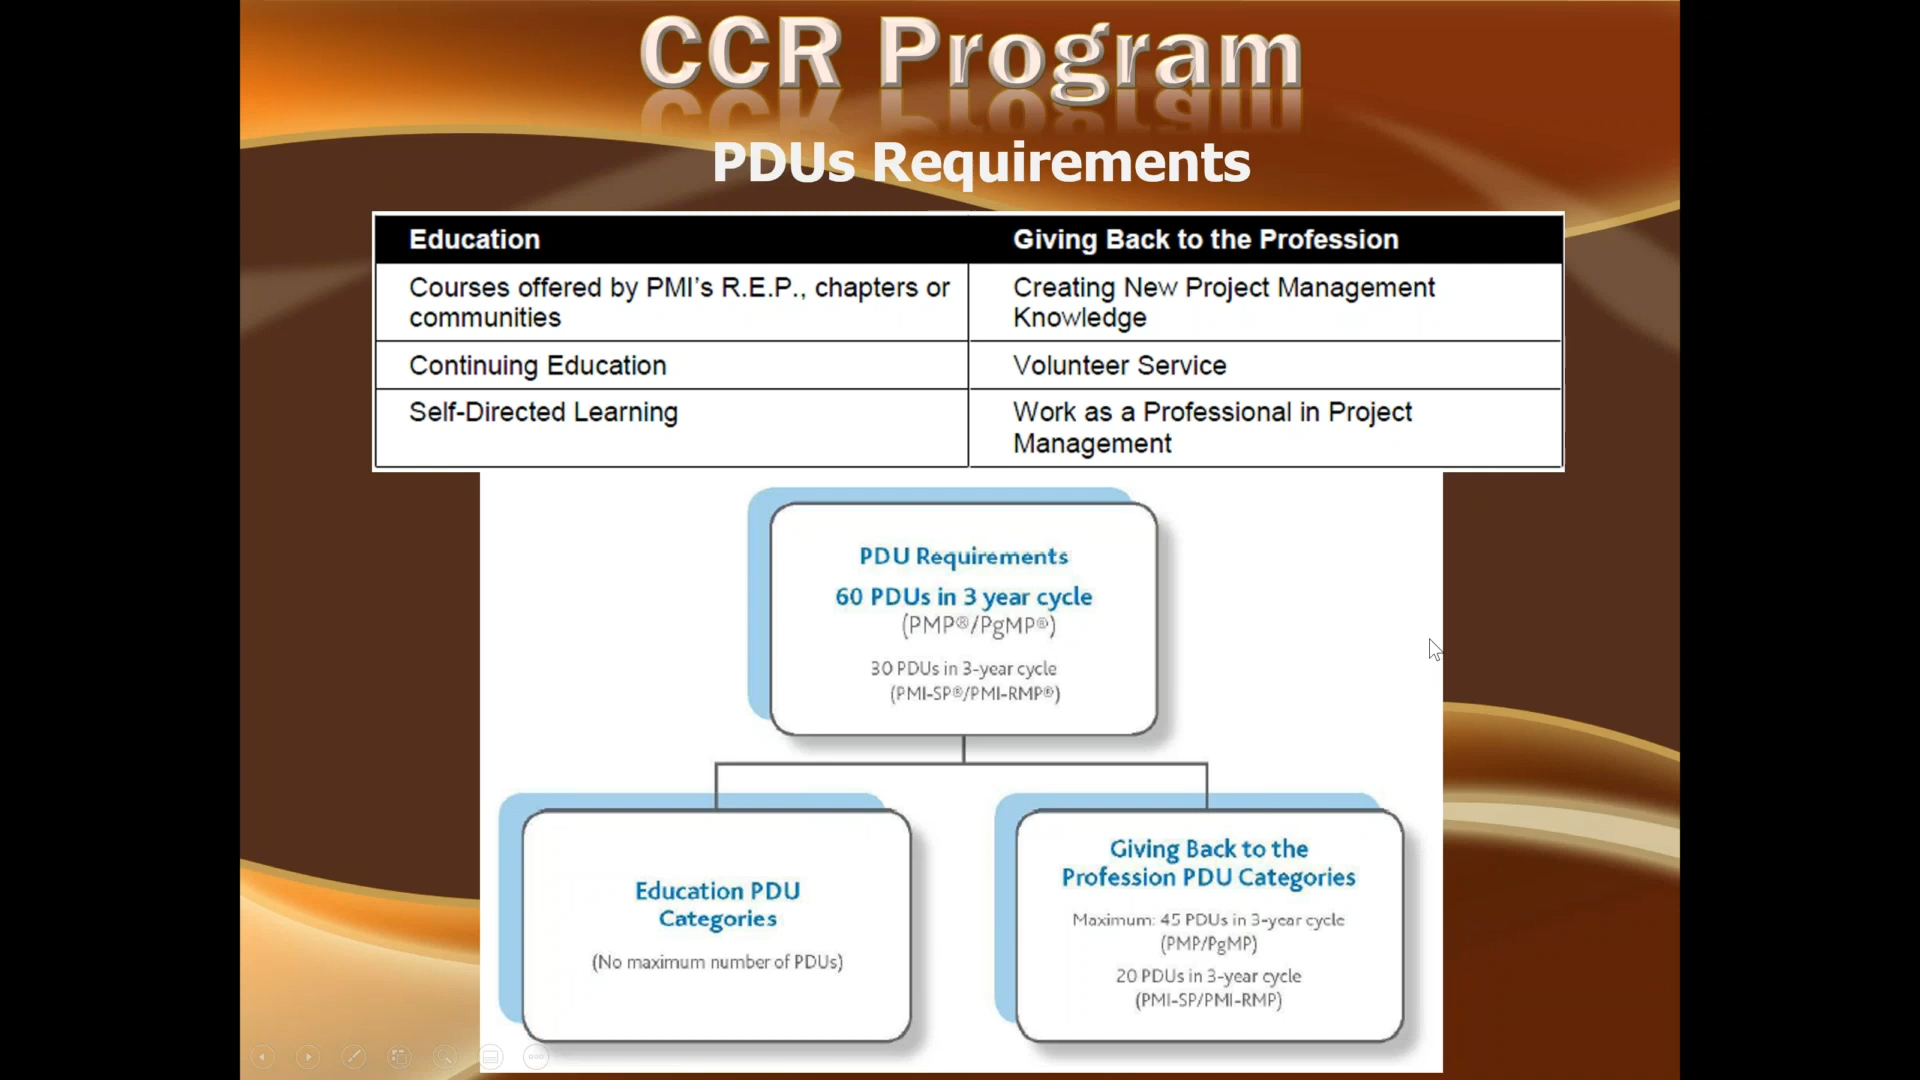 CCR Program
PDUs Requirements
Education
Giving Back to the Profession
Courses offered by PMI's R.E.P., chapters or
communities
Creating New Project Management
Knowledge
Continuing Education
Volunteer Service
Self-Directed Learning
Work as a Professional in Project
Management
PDU Requirements
60 PDUs in 3 year cycle
(PMP®/PgMP®)
30 PDUs in 3-year cycle
(PMI-SP®/PMI-RMP®)
Education PDU
Categories
(No maximum number of PDUs)
Giving Back to the
Profession PDU Categories
Maximum: 45 PDUs in 3-year cycle
(PMP/PgMP)
20 PDUs in 3-year cycle
(PMI-SP/PMI-RMP)